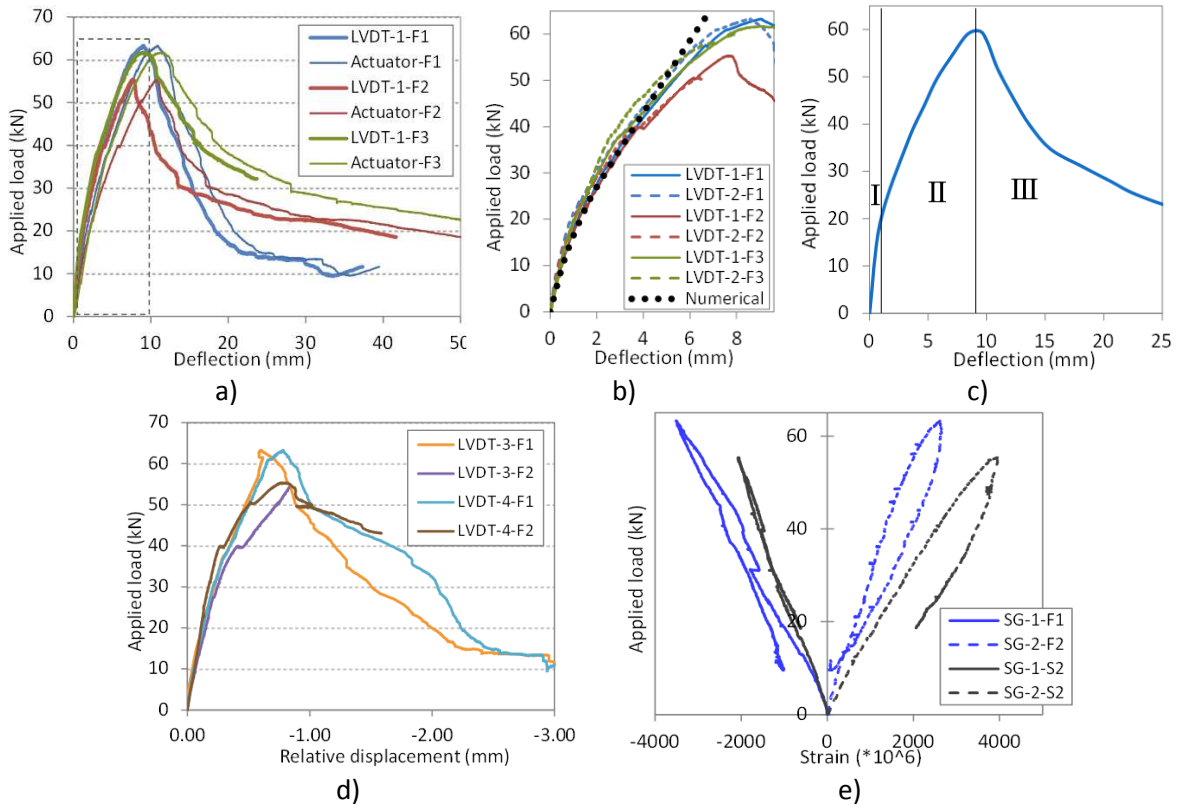 70
60
50
40
30
20
10
0
Applied load (kN)
LVDT-1-F1
Actuator-F1
LVDT-1-F2
Actuator-F2
LVDT-1-F3
Actuator-F3
0 10 20 30 40 50
Deflection (mm)
a)
60
50
40
30
20
10
0
Applied load (kN)
LVDT-1-F1
LVDT-2-F1
LVDT-1-F2
LVDT-2-F2
LVDT-1-F3
LVDT-2-F3
Numerical
0 2 4 6 8
Deflection (mm)
b)
60
50
40
30
20
10
0
Applied load (kN)
I II III
0 5 10 15 20 25
Deflection (mm)
c)
70
60
50
40
30
20
10
0
Applied load (kN)
LVDT-3-F1
LVDT-3-F2
LVDT-4-F1
LVDT-4-F2
0.00 -1.00 -2.00 -3.00
Relative displacement (mm)
d)
60
40
20
0
Applied load (kN)
SG-1-F1
SG-2-F2
SG-1-S2
SG-2-S2
-4000 -2000 0 2000 4000
Strain (*10^6)
e)